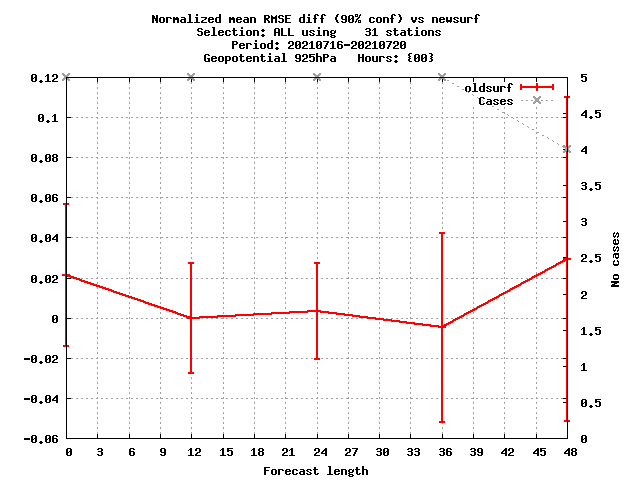 Normalized mean RMSE diff (90% conf) vs newsurf
Selection: ALL using    31 stations
Period: 20210716-20210720
Geopotential 925hPa   Hours: {00}
oldsurf
Cases
0.12
0.1
0.08
0.06
0.04
0.02
0
-0.02
-0.04
-0.06
5
4.5
4
3.5
3
2.5
2
1.5
1
0.5
0
No cases
0 3 6 9 12 15 18 21 24 27 30 33 36 39 42 45 48
Forecast length